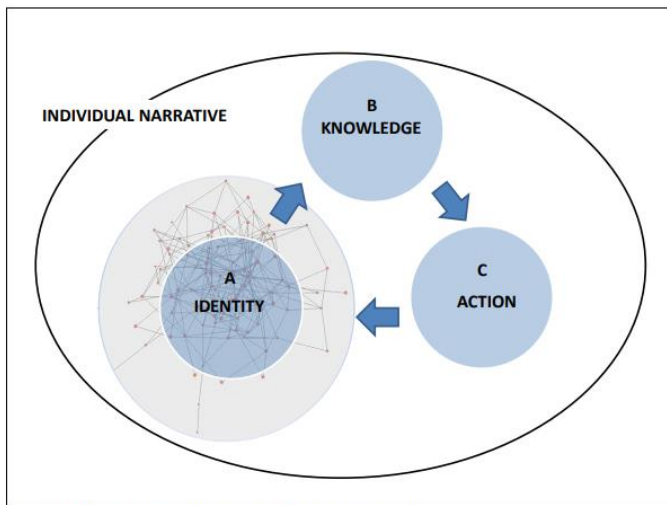 INDIVIDUAL NARRATIVE
B
KNOWLEDGE
A
IDENTITY
C
ACTION